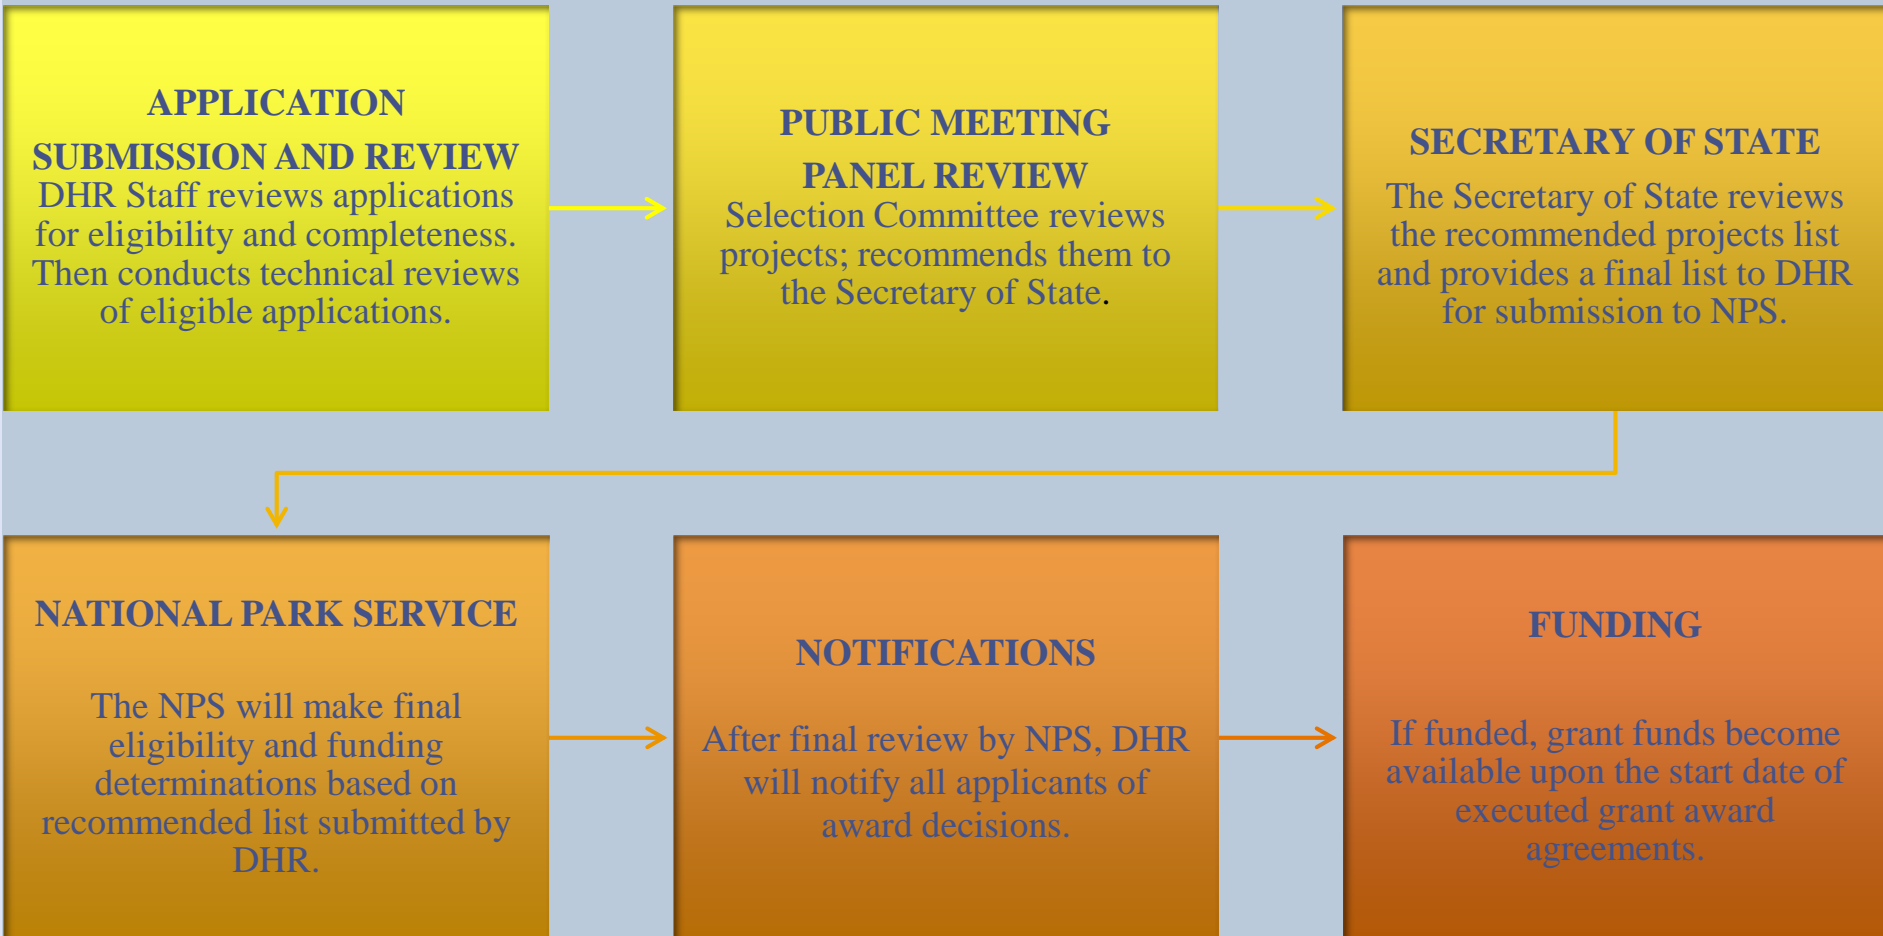 APPLICATION
SUBMISSION AND REVIEW
DHR Staff reviews applications
for eligibility and completeness.
Then conducts technical reviews
of eligible applications.
PUBLIC MEETING
PANEL REVIEW
Selection Committee reviews
projects; recommends them to
the Secretary of State.
SECRETARY OF STATE
The Secretary of State reviews
the recommended projects list
and provides a final list to DHR
for submission to NPS.
NATIONAL PARK SERVICE
The NPS will make final
eligibility and funding
determinations based on
recommended list submitted by
DHR.
NOTIFICATIONS
After final review by NPS, DHR
will notify all applicants of
award decisions.
FUNDING
If funded, grant funds become
available upon the start date of
executed grant award
agreements.